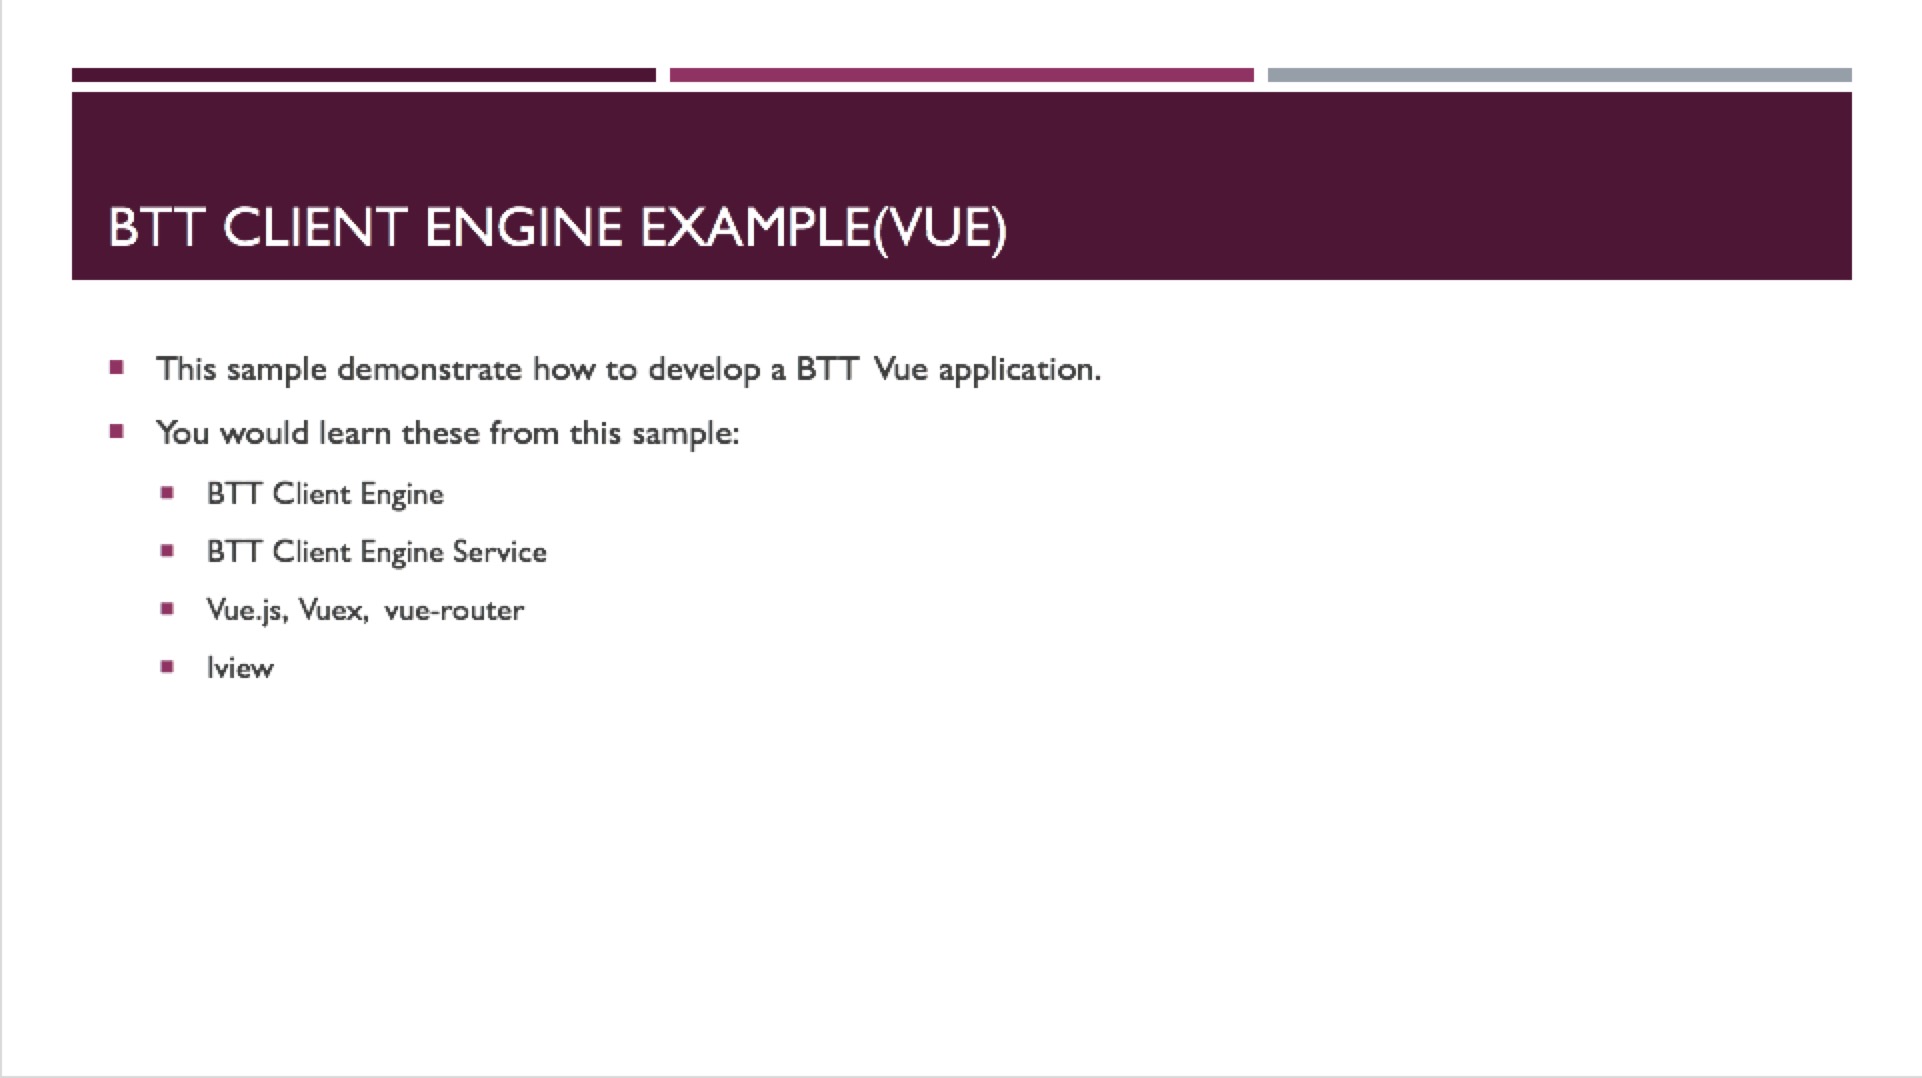 BTT CLIENT ENGINE EXAMPLE(VUE)
This sample demonstrate how to develop a BTT Vue application.
You would learn these from this sample:
BTT Client Engine
BTT Client Engine Service
Vue.js, Vuex, vue-router
Iview